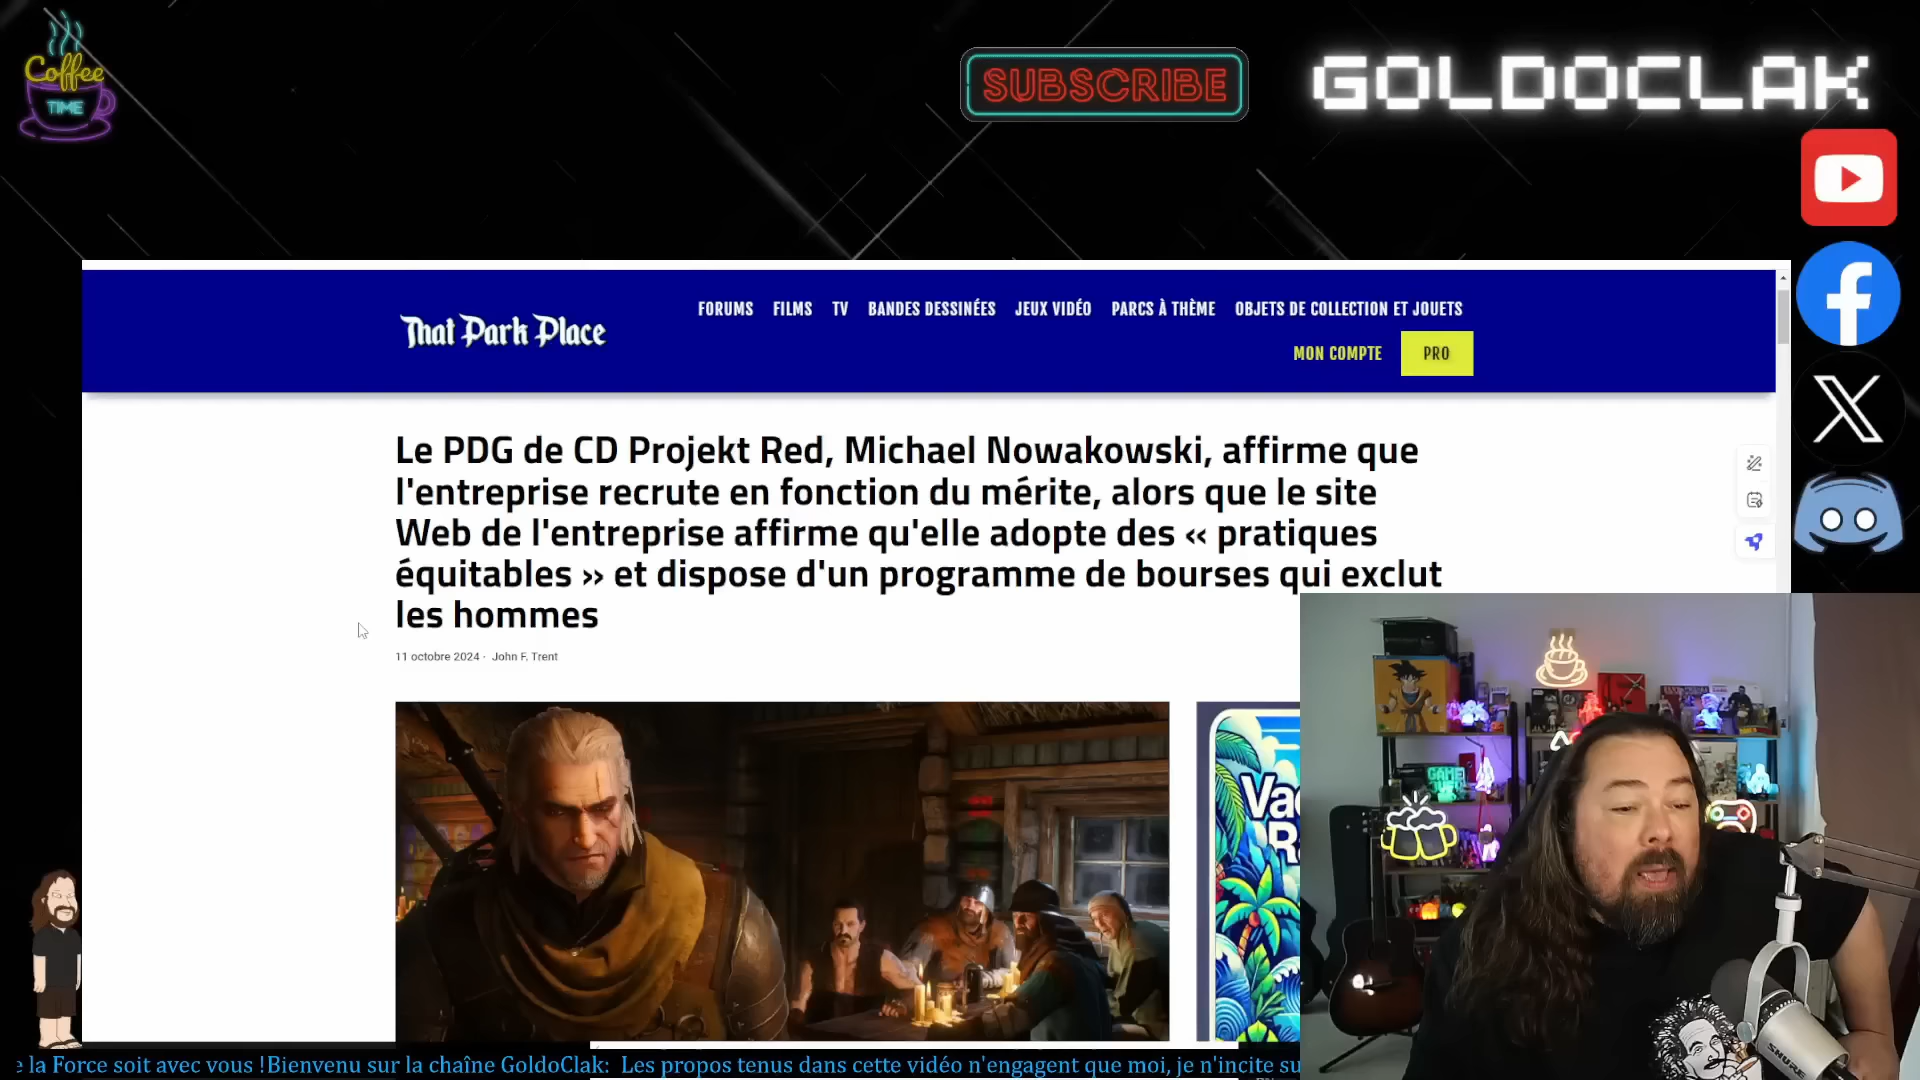 Coffee
TIME
SUBSCRIBE
GOLDOCLAK
That Park Place
FORUMS FILMS TV BANDES DESSINÉES JEUX VIDÉO PARCS À THÈME OBJETS DE COLLECTION ET JOUETS
MON COMPTE PRO
Le PDG de CD Projekt Red, Michael Nowakowski, affirme que
l'entreprise recrute en fonction du mérite, alors que le site
Web de l'entreprise affirme qu'elle adopte des « pratiques
équitables » et dispose d'un programme de bourses qui exclut
les hommes
11 octobre 2024 · John F. Trent
GAME
SHURE
e la Force soit avec vous !Bienvenu sur la chaîne GoldoClak: Les propos tenus dans cette vidéo n'engagent que moi, je n'incite su